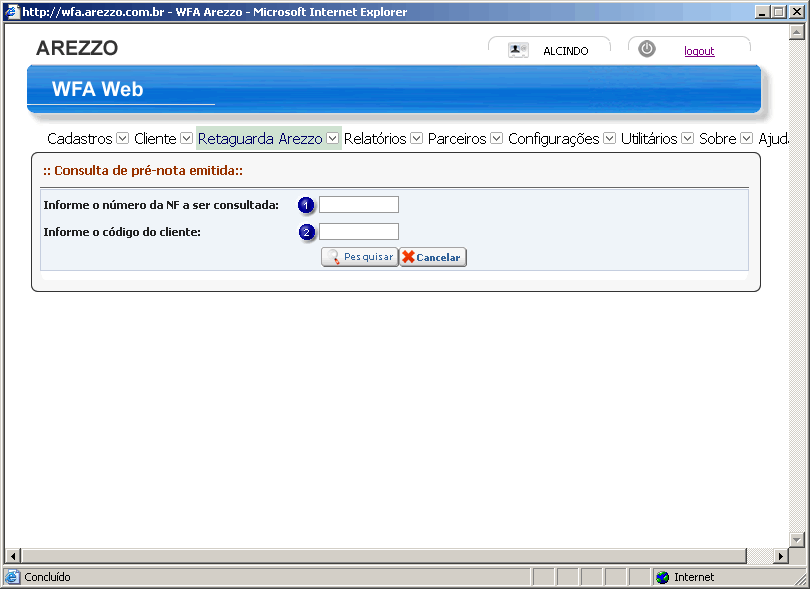 http://wfa.arezzo.com.br - WFA Arezzo - Microsoft Internet Explorer
AREZZO
ALCINDO
logout
WFA Web
Cadastros Cliente Retaguarda Arezzo Relatórios Parceiros Configurações Utilitários Sobre Ajud
:: Consulta de pré-nota emitida::
Informe o número da NF a ser consultada: 1
Informe o código do cliente: 2
Pesquisar Cancelar
Concluído
Internet